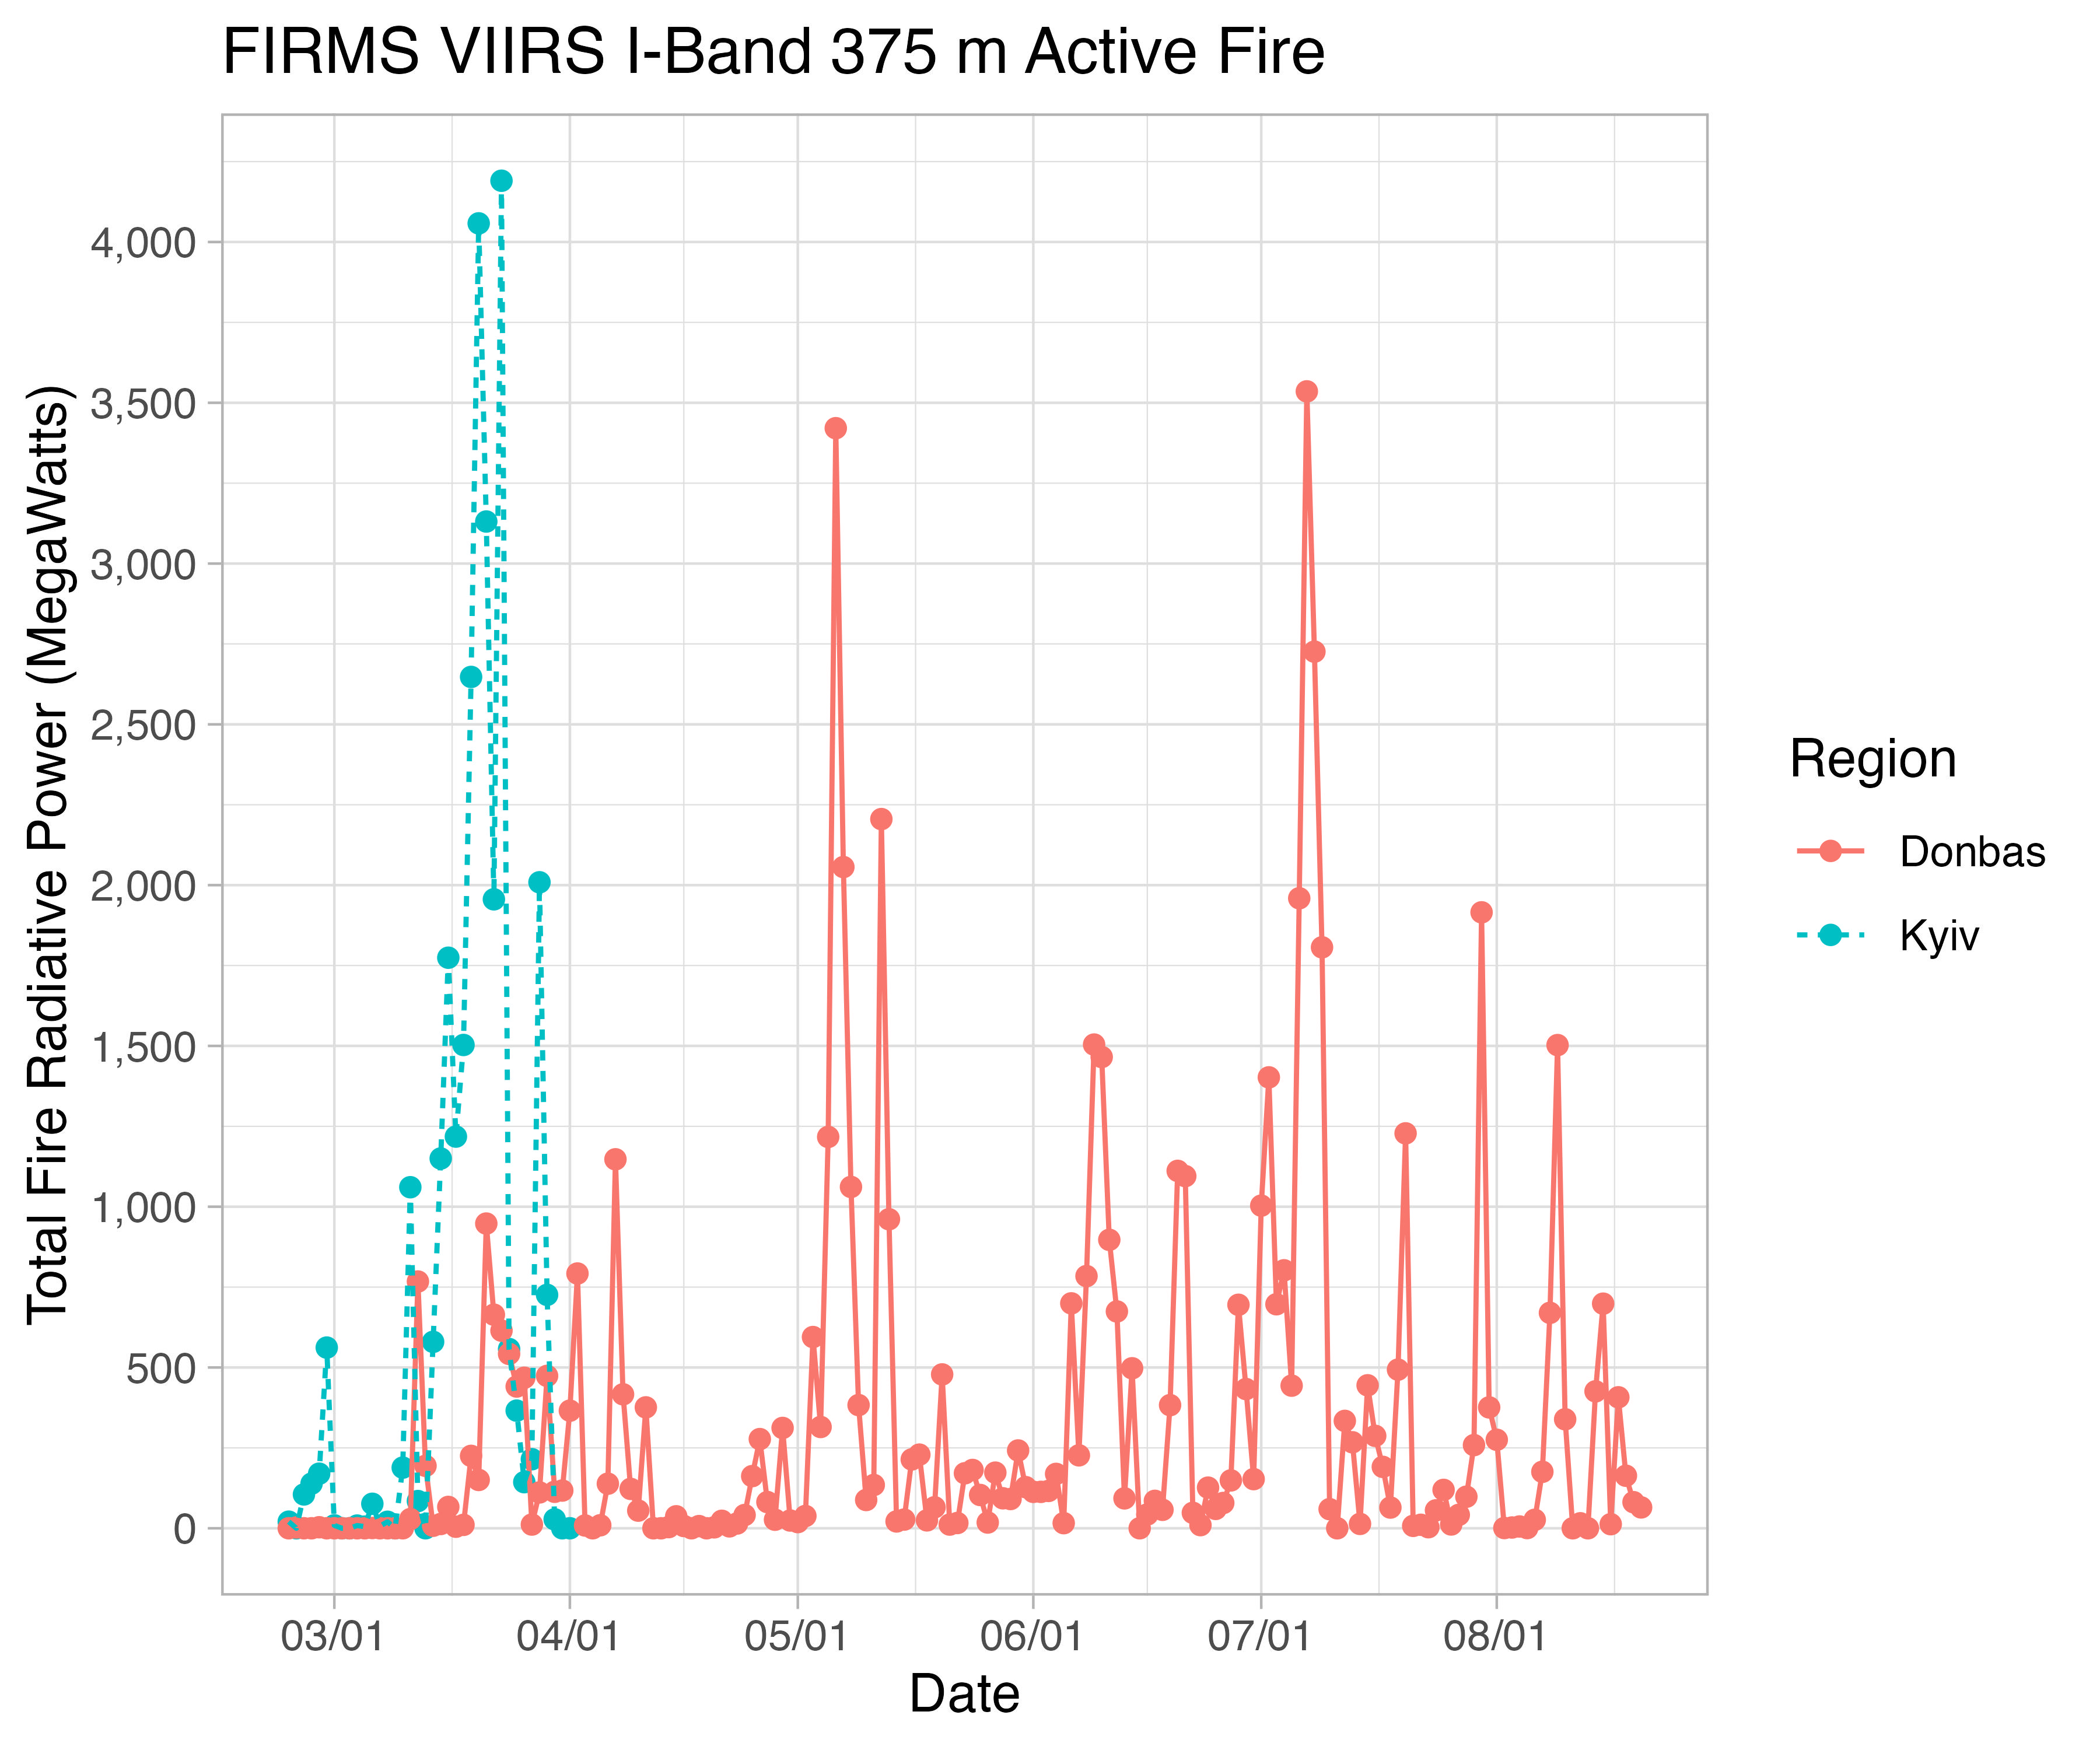 FIRMS VIIRS I-Band 375 m Active Fire
Total Fire Radiative Power (MegaWatts)
4,000
3,500
3,000
2,500
2,000
1,500
1,000
500
0
03/01 04/01 05/01 06/01 07/01 08/01
Date
Region
Donbas
Kyiv